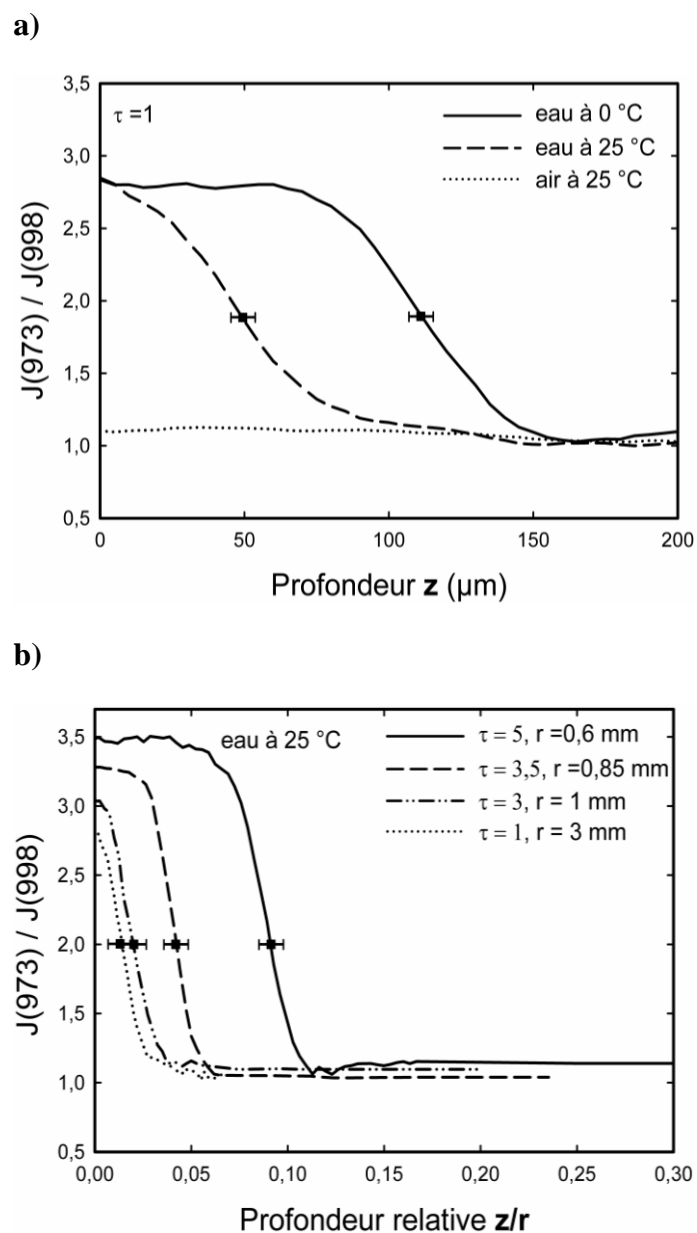 a)
3,5
3,0
2,5
2,0
1,5
1,0
0,5
J(973) / J(998)
τ =1
eau à 0 °C
eau à 25 °C
air à 25 °C
0 50 100 150 200
Profondeur z (µm)
b)
3,5
3,0
2,5
2,0
1,5
1,0
0,5
J(973) / J(998)
eau à 25 °C
τ = 5, r =0,6 mm
τ = 3,5, r =0,85 mm
τ = 3, r = 1 mm
τ = 1, r = 3 mm
0,00 0,05 0,10 0,15 0,20 0,25 0,30
Profondeur relative z/r